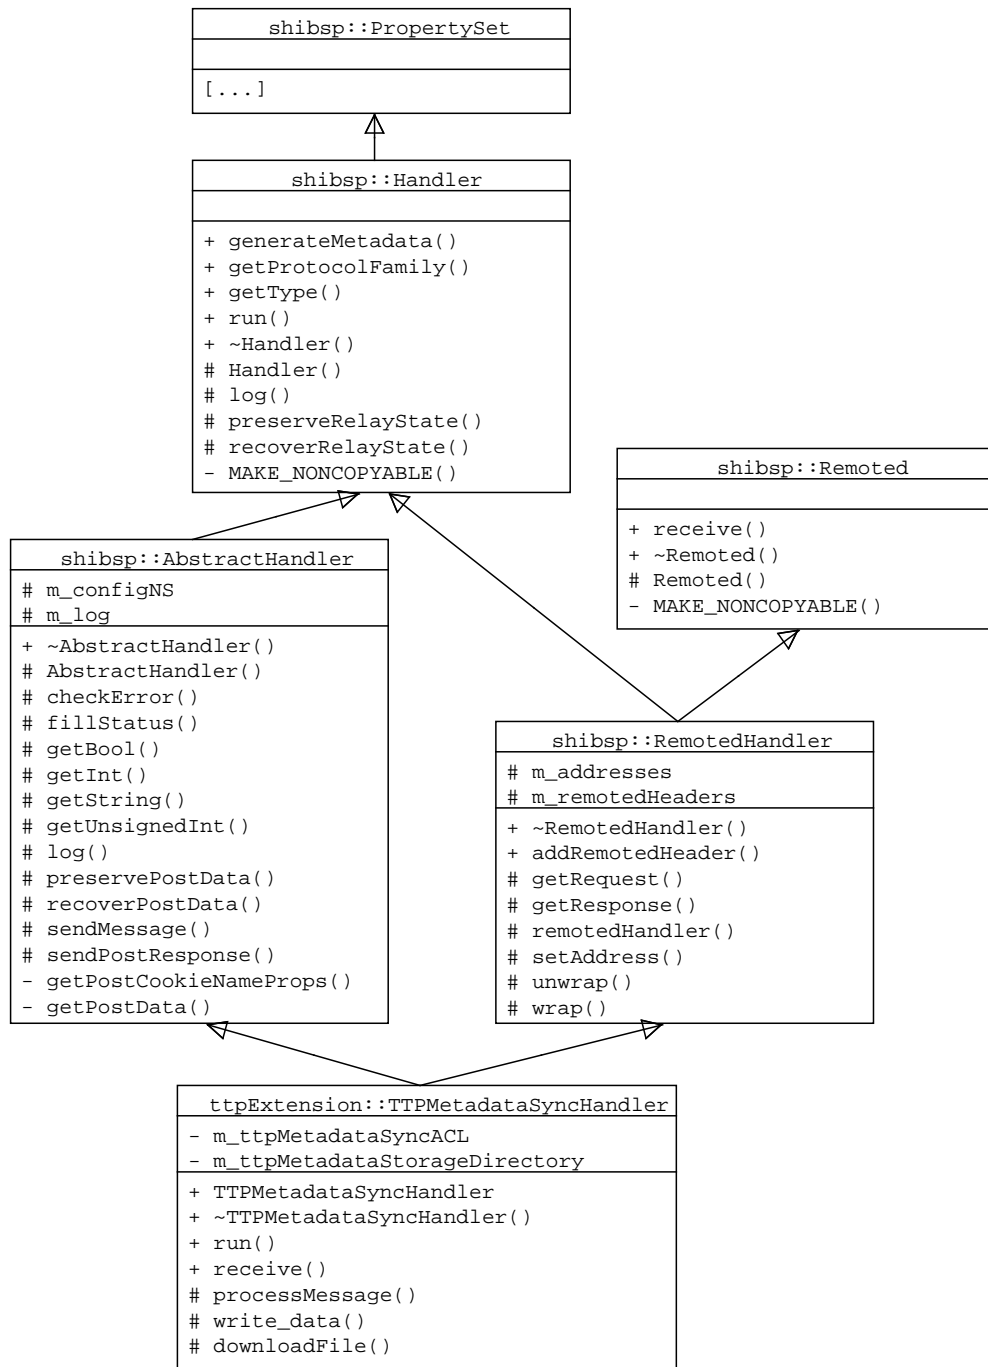 shibsp::PropertySet
[...]
shibsp::Handler
+ generateMetadata()
+ getProtocolFamily()
+ getType()
+ run()
+ ~Handler()
# Handler()
# log()
# preserveRelayState()
# recoverRelayState()
- MAKE_NONCOPYABLE()
shibsp::Remoted
+ receive()
+ ~Remoted()
# Remoted()
- MAKE_NONCOPYABLE()
shibsp::AbstractHandler
# m_configNS
# m_log
+ ~AbstractHandler()
# AbstractHandler()
# checkError()
# fillStatus()
# getBool()
# getInt()
# getString()
# getUnsignedInt()
# log()
# preservePostData()
# recoverPostData()
# sendMessage()
# sendPostResponse()
- getPostCookieNameProps()
- getPostData()
shibsp::RemotedHandler
# m_addresses
# m_remotedHeaders
+ ~RemotedHandler()
+ addRemotedHeader()
# getRequest()
# getResponse()
# remotedHandler()
# setAddress()
# unwrap()
# wrap()
ttpExtension::TTPMetadataSyncHandler
- m_ttpMetadataSyncACL
- m_ttpMetadataStorageDirectory
+ TTPMetadataSyncHandler
+ ~TTPMetadataSyncHandler()
+ run()
+ receive()
# processMessage()
# write_data()
# downloadFile()